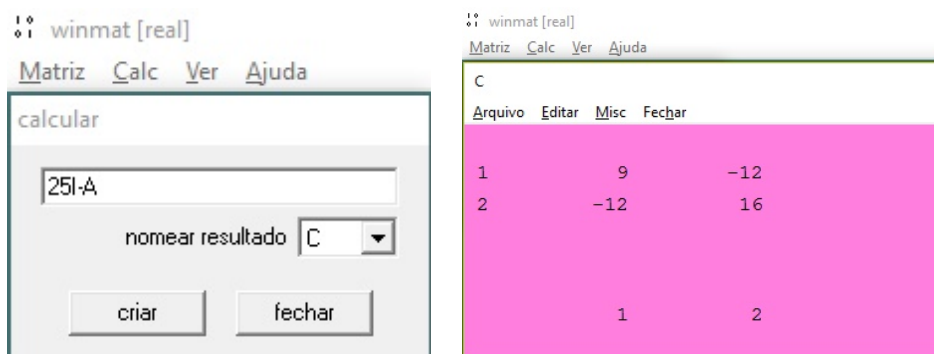 winmat [real]
Matriz Calc Ver Ajuda
calcular
25I-A
nomear resultado C
criar fechar
winmat [real]
Matriz Calc Ver Ajuda
C
Arquivo Editar Misc Fechar
1 9 -12
2 -12 16
1 2